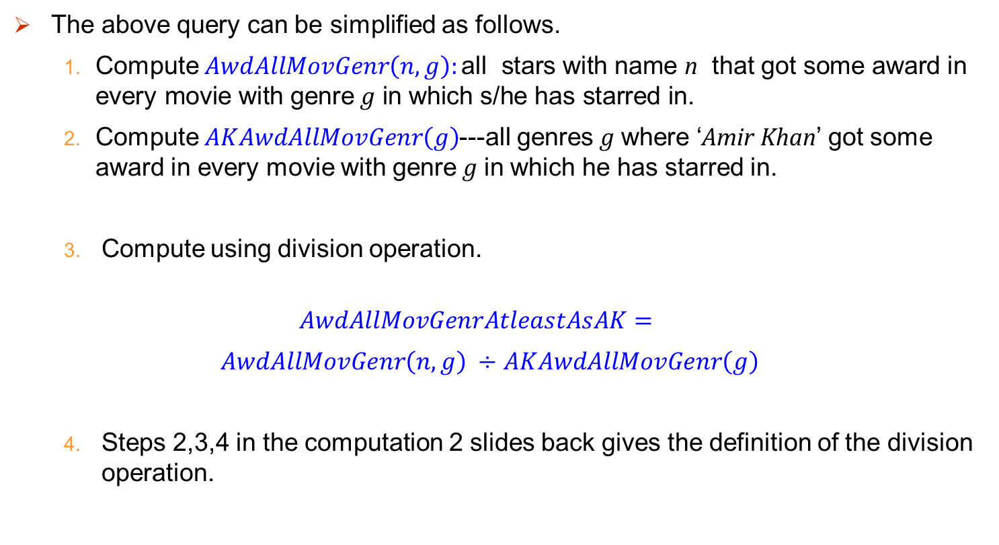 ➢ The above query can be simplified as follows.
1. Compute AwdAllMovGenr(n, g): all stars with name n that got some award in
every movie with genre g in which s/he has starred in.
2. Compute AKAwdAllMovGenr(g)---all genres g where ‘Amir Khan’ got some
award in every movie with genre g in which he has starred in.
3. Compute using division operation.
AwdAllMovGenrAtleastAsAK =
AwdAllMovGenr(n, g) ÷ AKAwdAllMovGenr(g)
4. Steps 2,3,4 in the computation 2 slides back gives the definition of the division
operation.